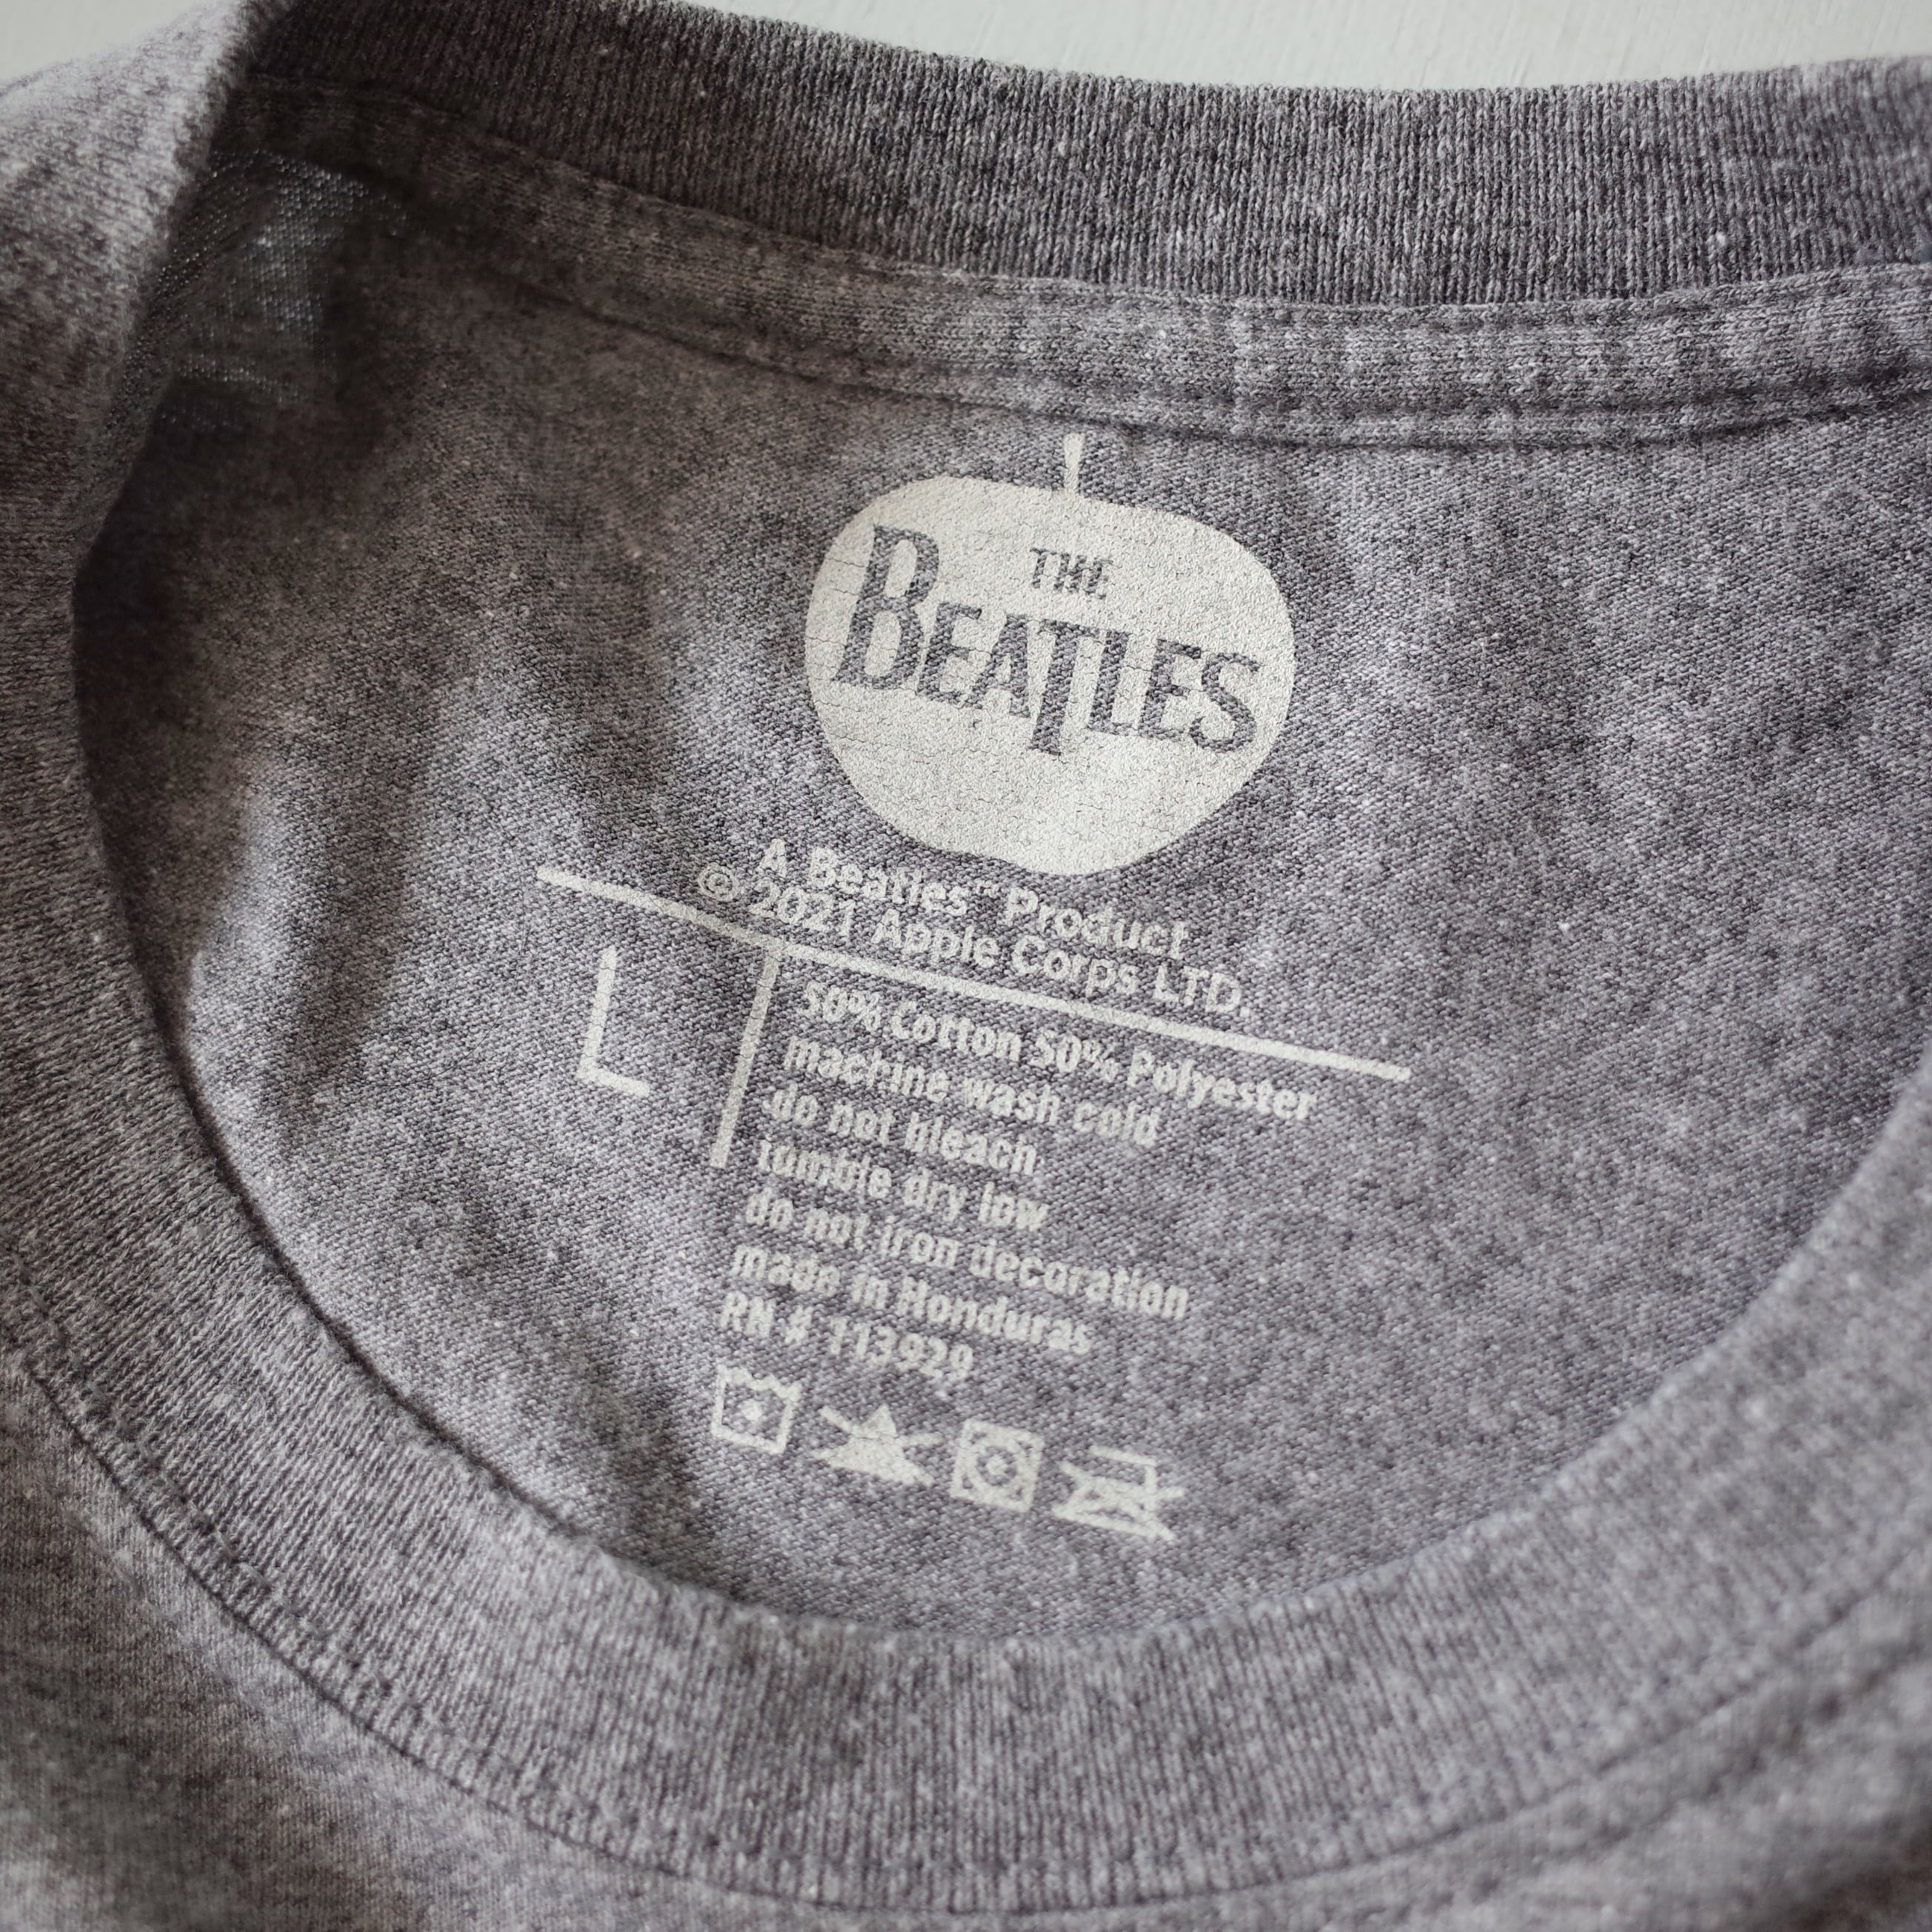 THE
BEATLES
A Beatles™ Product
© 2021 Apple Corps LTD.
L
50% Cotton 50% Polyester
machine wash cold
do not bleach
tumble dry low
do not iron decoration
made in Honduras
RN # 113929